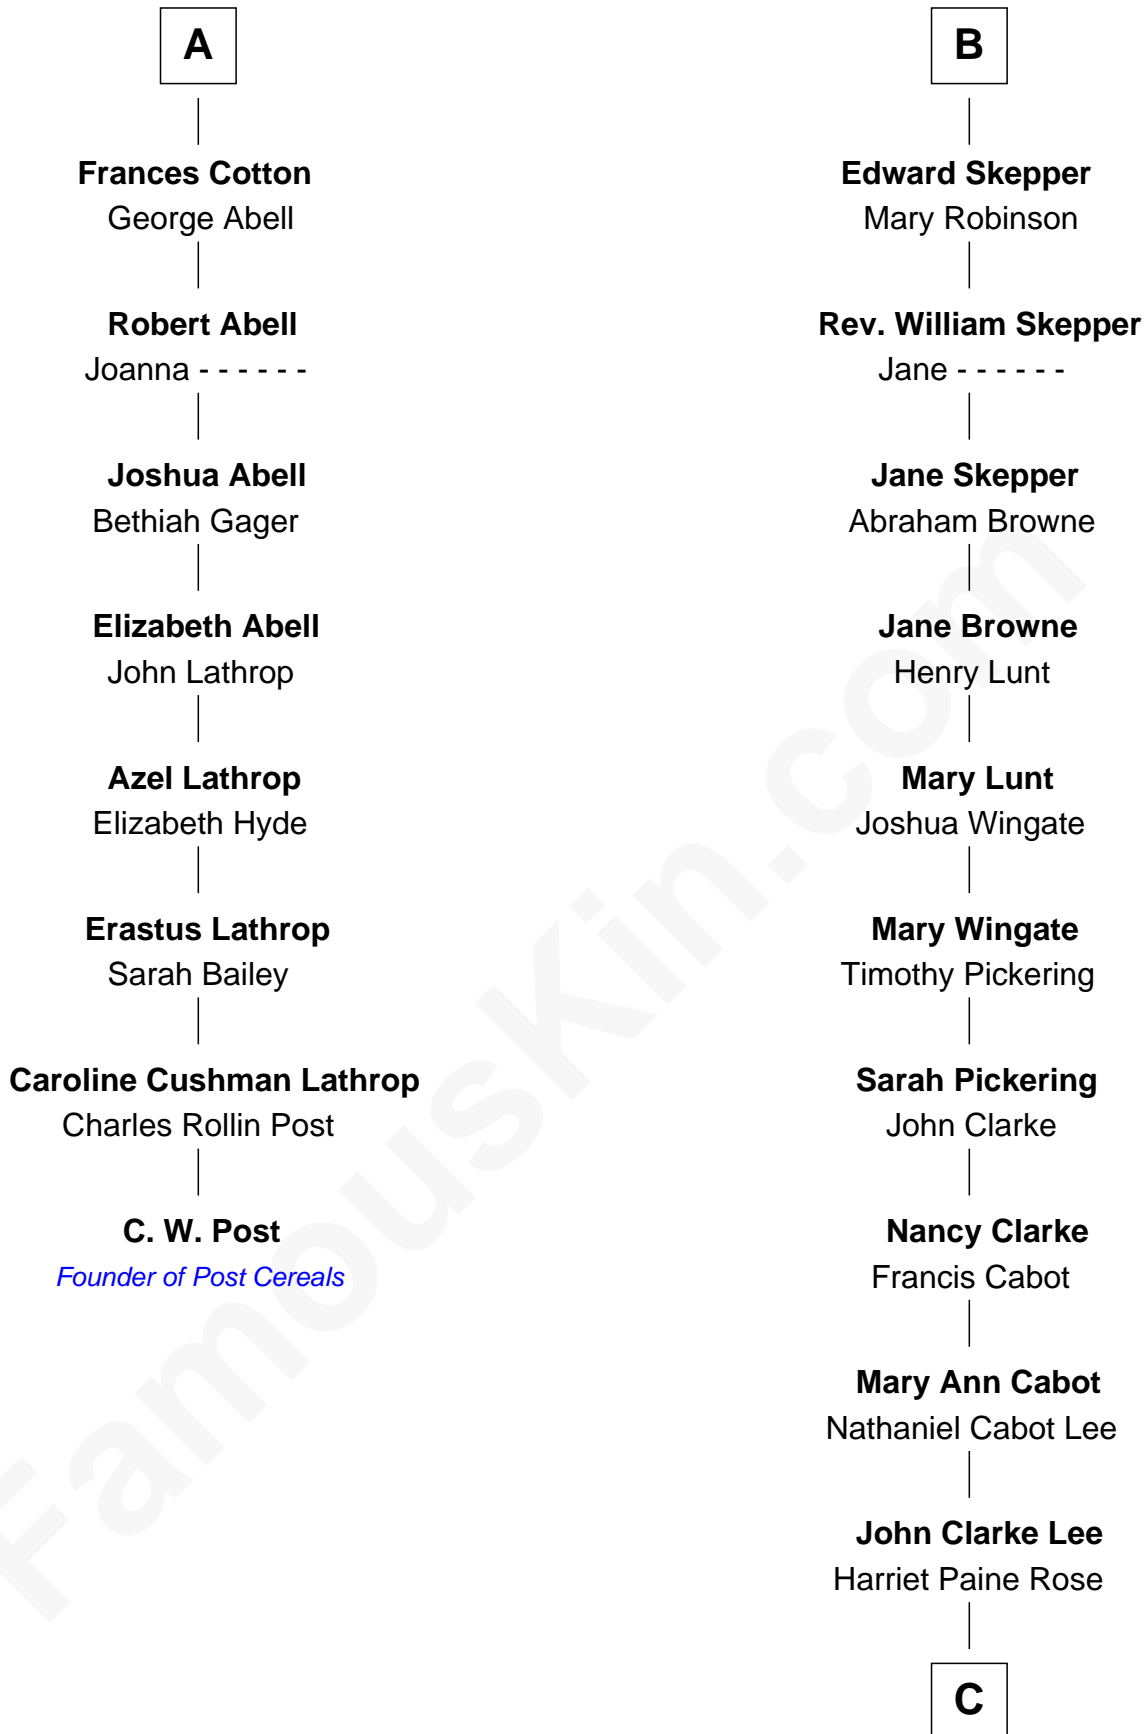 A
Frances Cotton
George Abell
Robert Abell
Joanna - - - - - -
Joshua Abell
Bethiah Gager
Elizabeth Abell
John Lathrop
Azel Lathrop
Elizabeth Hyde
Erastus Lathrop
Sarah Bailey
Caroline Cushman Lathrop
Charles Rollin Post
C. W. Post
Founder of Post Cereals
B
Edward Skepper
Mary Robinson
Rev. William Skepper
Jane - - - - - -
Jane Skepper
Abraham Browne
Jane Browne
Henry Lunt
Mary Lunt
Joshua Wingate
Mary Wingate
Timothy Pickering
Sarah Pickering
John Clarke
Nancy Clarke
Francis Cabot
Mary Ann Cabot
Nathaniel Cabot Lee
John Clarke Lee
Harriet Paine Rose
C
FamousKin.com